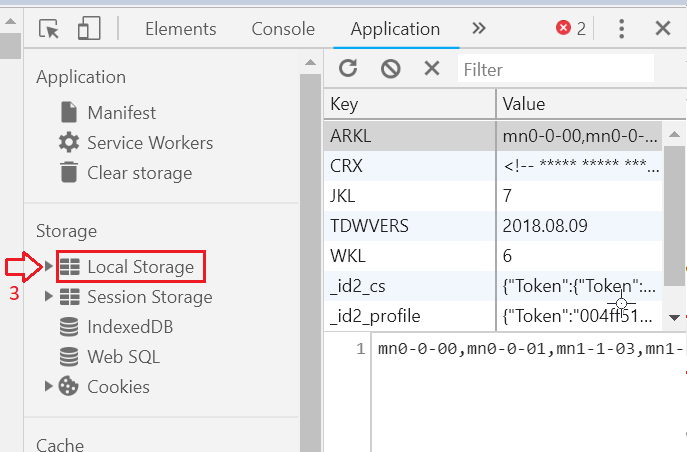 Elements Console Application 2
Application
Manifest
Service Workers
Clear storage
Storage
3 Local Storage
Session Storage
IndexedDB
Web SQL
Cookies
Cache
Filter
Key Value
ARKL mn0-0-00,mn0-0-...
CRX <!-- ***** ***** ***...
JKL 7
TDWVERS 2018.08.09
WKL 6
_id2_cs {"Token":{"Token":...
_id2_profile {"Token":"004ff51...
1 mn0-0-00,mn0-0-01,mn1-1-03,mn1-